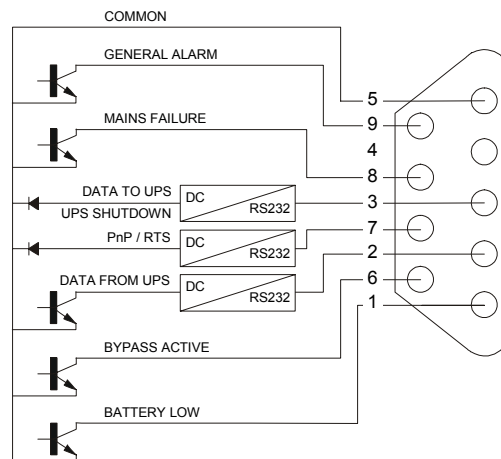 COMMON
5
GENERAL ALARM
9
4
MAINS FAILURE
8
DATA TO UPS
DC
RS232
3
UPS SHUTDOWN
PnP / RTS
DC
RS232
7
DATA FROM UPS
DC
RS232
2
6
1
BYPASS ACTIVE
BATTERY LOW